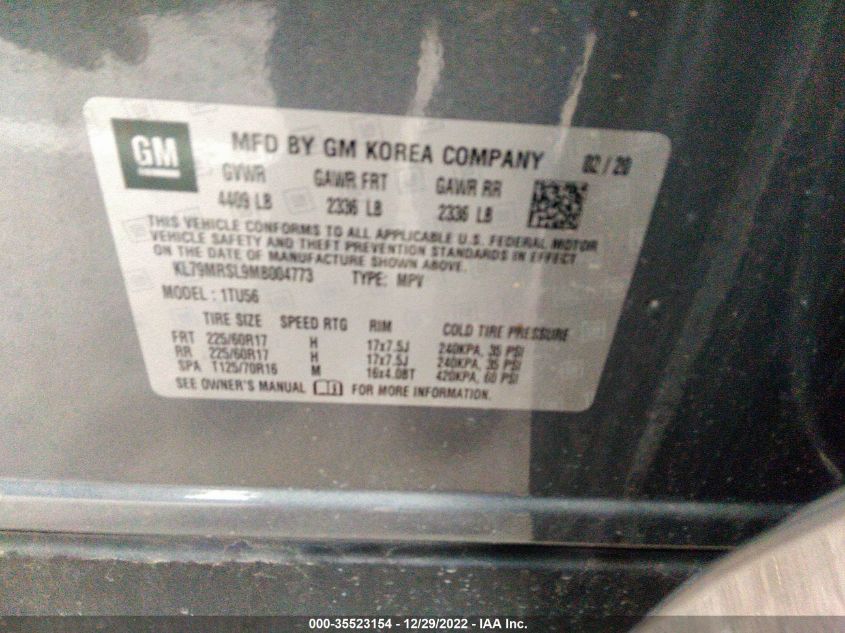 GM
MFD BY GM KOREA COMPANY 02/20
GVWR GAWR FRT GAWR RR
4409 LB 2336 LB 2336 LB
THIS VEHICLE CONFORMS TO ALL APPLICABLE U.S. FEDERAL MOTOR
VEHICLE SAFETY AND THEFT PREVENTION STANDARDS IN EFFECT
ON THE DATE OF MANUFACTURE SHOWN ABOVE.
KL79MRSL9MB004773 TYPE: MPV
MODEL: 1TU56
TIRE SIZE SPEED RTG RIM COLD TIRE PRESSURE
FRT 225/60R17 H 17x7.5J 240KPA, 35 PSI
RR 225/60R17 H 17x7.5J 240KPA, 35 PSI
SPA T125/70R16 M 16x4.0BT 420KPA, 60 PSI
SEE OWNER'S MANUAL FOR MORE INFORMATION.
000-35523154 - 12/29/2022 - IAA Inc.